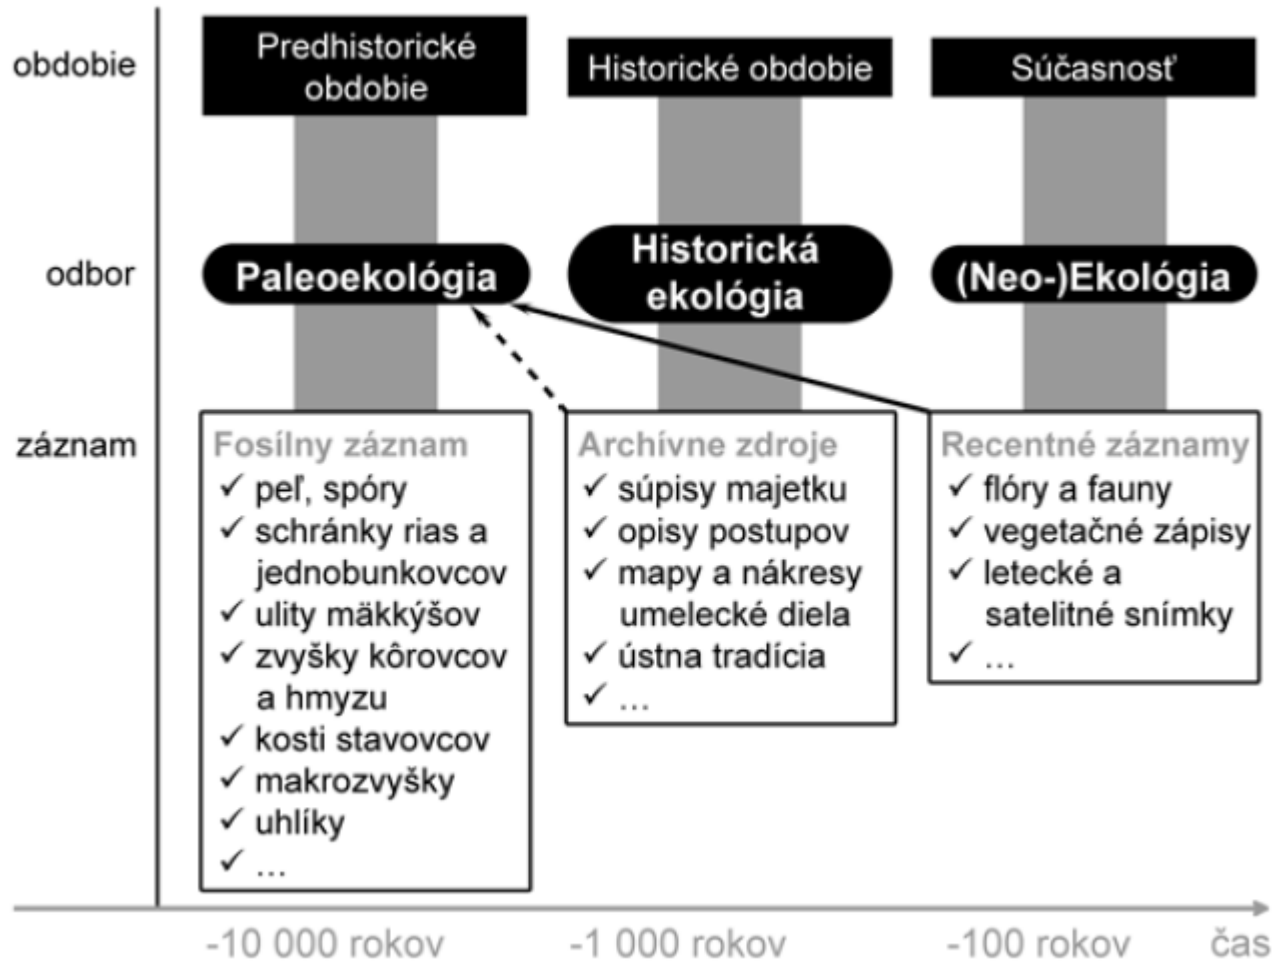 obdobie
Predhistorické
obdobie
Historické obdobie
Súčasnosť
odbor
Paleoekológia
Historická
ekológia
(Neo-)Ekológia
záznam
Fosílny záznam
✓ peľ, spóry
✓ schránky rias a
jednobunkovcov
✓ ulity mäkkýšov
✓ zvyšky kôrovcov
a hmyzu
✓ kosti stavovcov
✓ makrozvyšky
✓ uhlíky
✓ ...
Archívne zdroje
✓ súpisy majetku
✓ opisy postupov
✓ mapy a nákresy
umelecké diela
✓ ústna tradícia
✓ ...
Recentné záznamy
✓ flóry a fauny
✓ vegetačné zápisy
✓ letecké a
satelitné snímky
✓ ...
-10 000 rokov
-1 000 rokov
-100 rokov
čas